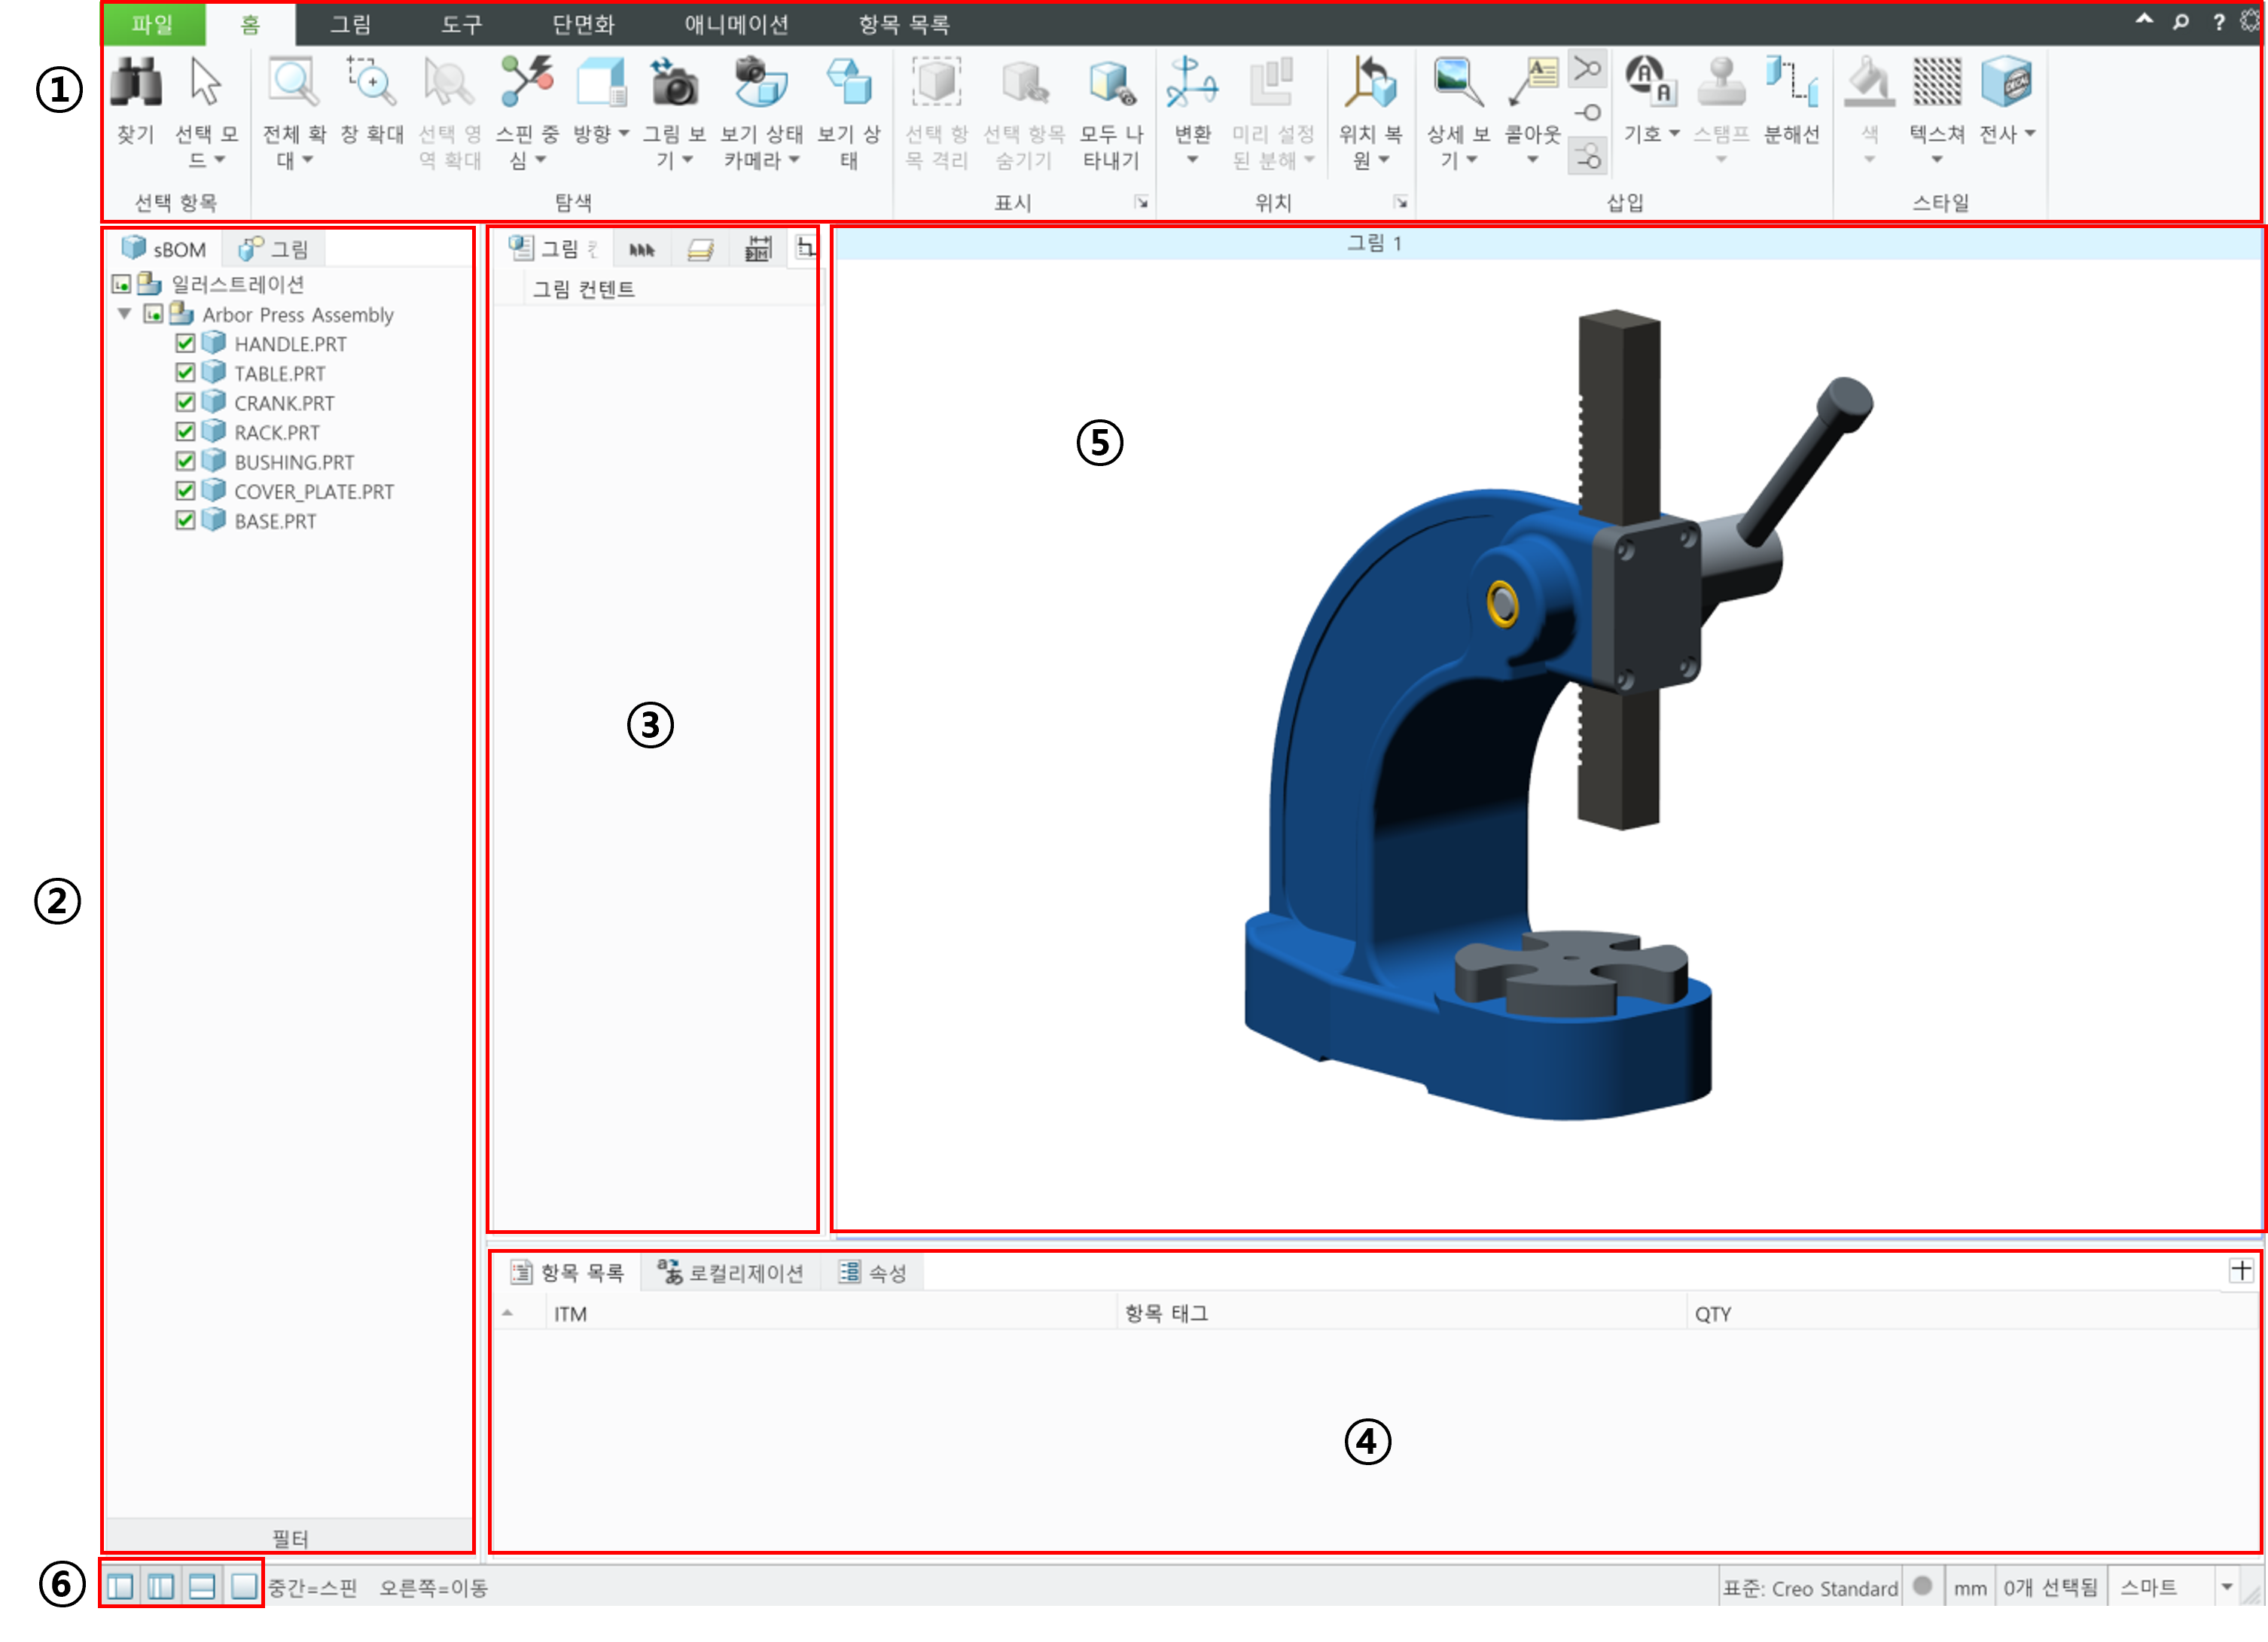 파일 홈 그림 도구 단면화 애니메이션 항목 목록 ?
①
찾기 선택 모드 전체 확대 창 확대 선택 영역 확대 스핀 중심 방향 그림 보기 보기 상태 카메라 보기 상태 선택 항목 격리 선택 항목 숨기기 모두 나타내기 변환 미리 설정된 분해 위치 복원 상세 보기 콜아웃 기호 스탬프 분해선 색 텍스쳐 전사
선택 항목 탐색 표시 위치 삽입 스타일
sBOM 그림
그림
그림 1
그림 컨텐트
일러스트레이션
Arbor Press Assembly
HANDLE.PRT
TABLE.PRT
CRANK.PRT
RACK.PRT
BUSHING.PRT
COVER_PLATE.PRT
BASE.PRT
⑤
③
②
항목 목록 로컬리제이션 속성
ITM 항목 태그 QTY
④
필터
⑥
중간=스핀 오른쪽=이동 표준: Creo Standard mm 0개 선택됨 스마트